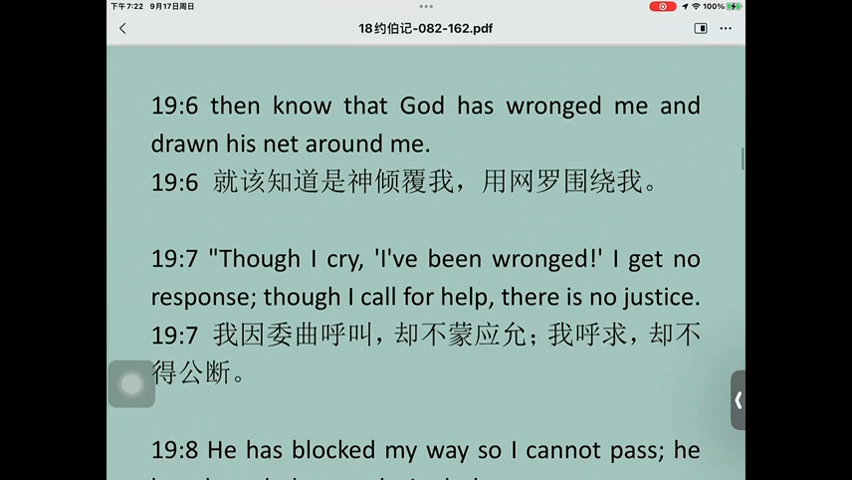 下午7:22 9月17日周日
100%
18约伯记-082-162.pdf
19:6 then know that God has wronged me and
drawn his net around me.
19:6 就该知道是神倾覆我，用网罗围绕我。
19:7 "Though I cry, 'I've been wronged!' I get no
response; though I call for help, there is no justice.
19:7 我因委曲呼叫，却不蒙应允；我呼求，却不
得公断。
19:8 He has blocked my way so I cannot pass; he